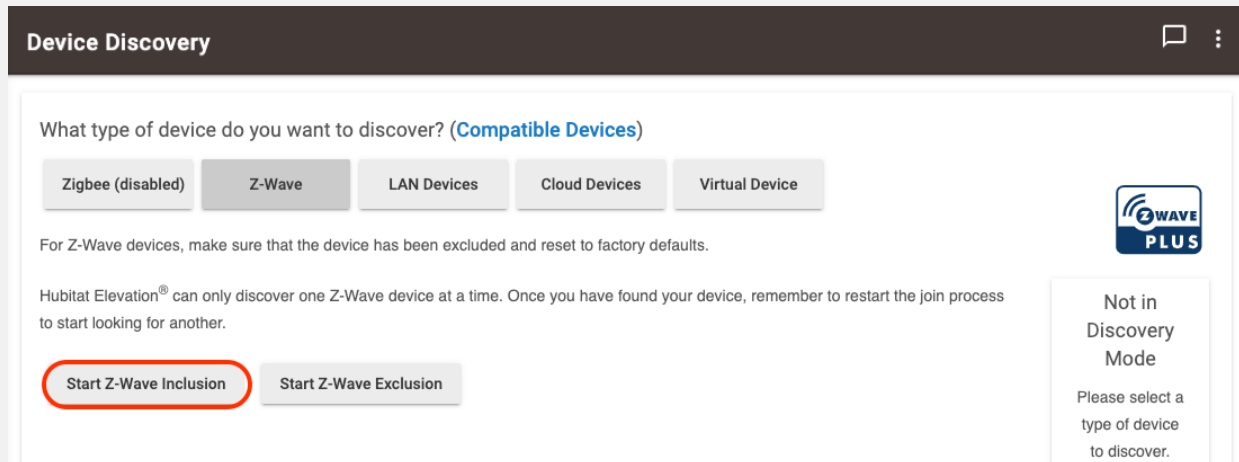 Device Discovery
What type of device do you want to discover? (Compatible Devices)
Zigbee (disabled)
Z-Wave
LAN Devices
Cloud Devices
Virtual Device
For Z-Wave devices, make sure that the device has been excluded and reset to factory defaults.
Hubitat Elevation® can only discover one Z-Wave device at a time. Once you have found your device, remember to restart the join process
to start looking for another.
Start Z-Wave Inclusion
Start Z-Wave Exclusion
Z WAVE
PLUS
Not in
Discovery
Mode
Please select a
type of device
to discover.